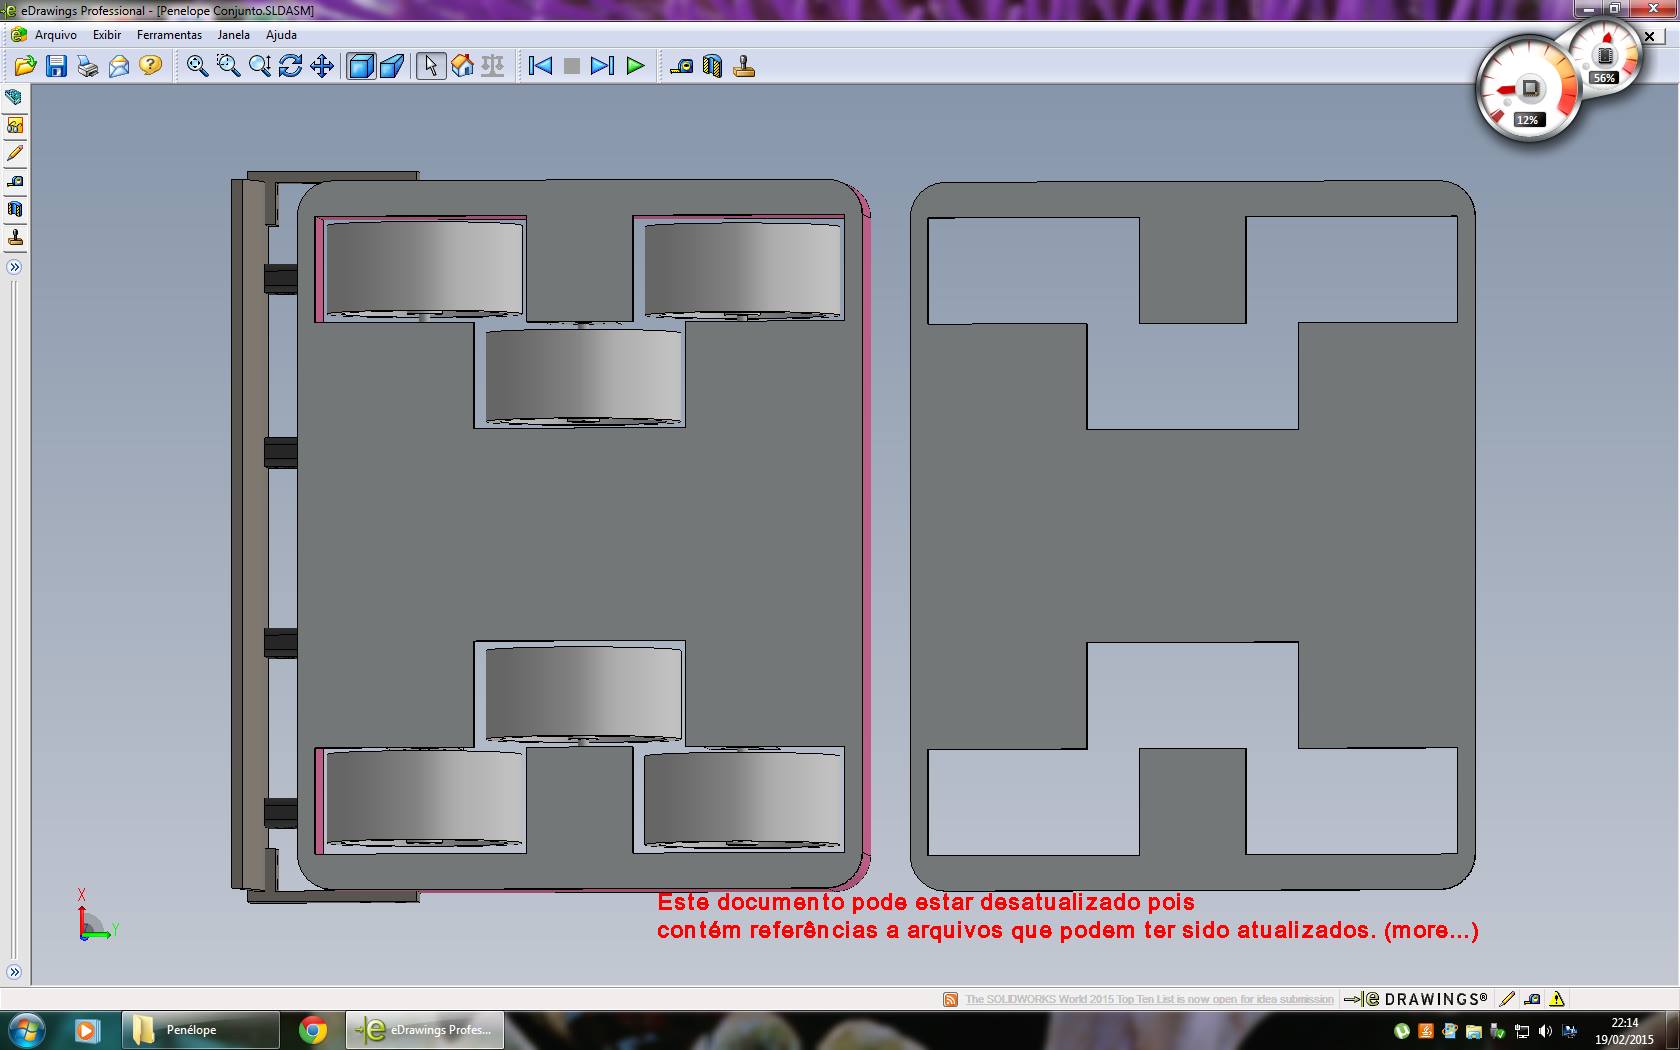 eDrawings Professional - [Penelope Conjunto.SLDASM]
Arquivo Exibir Ferramentas Janela Ajuda
56%
12%
X
Y
Este documento pode estar desatualizado pois
contém referências a arquivos que podem ter sido atualizados. (more...)
The SOLIDWORKS World 2015 Top Ten List is now open for idea submission
e DRAWINGS®
Penélope
eDrawings Profes...
22:14
19/02/2015